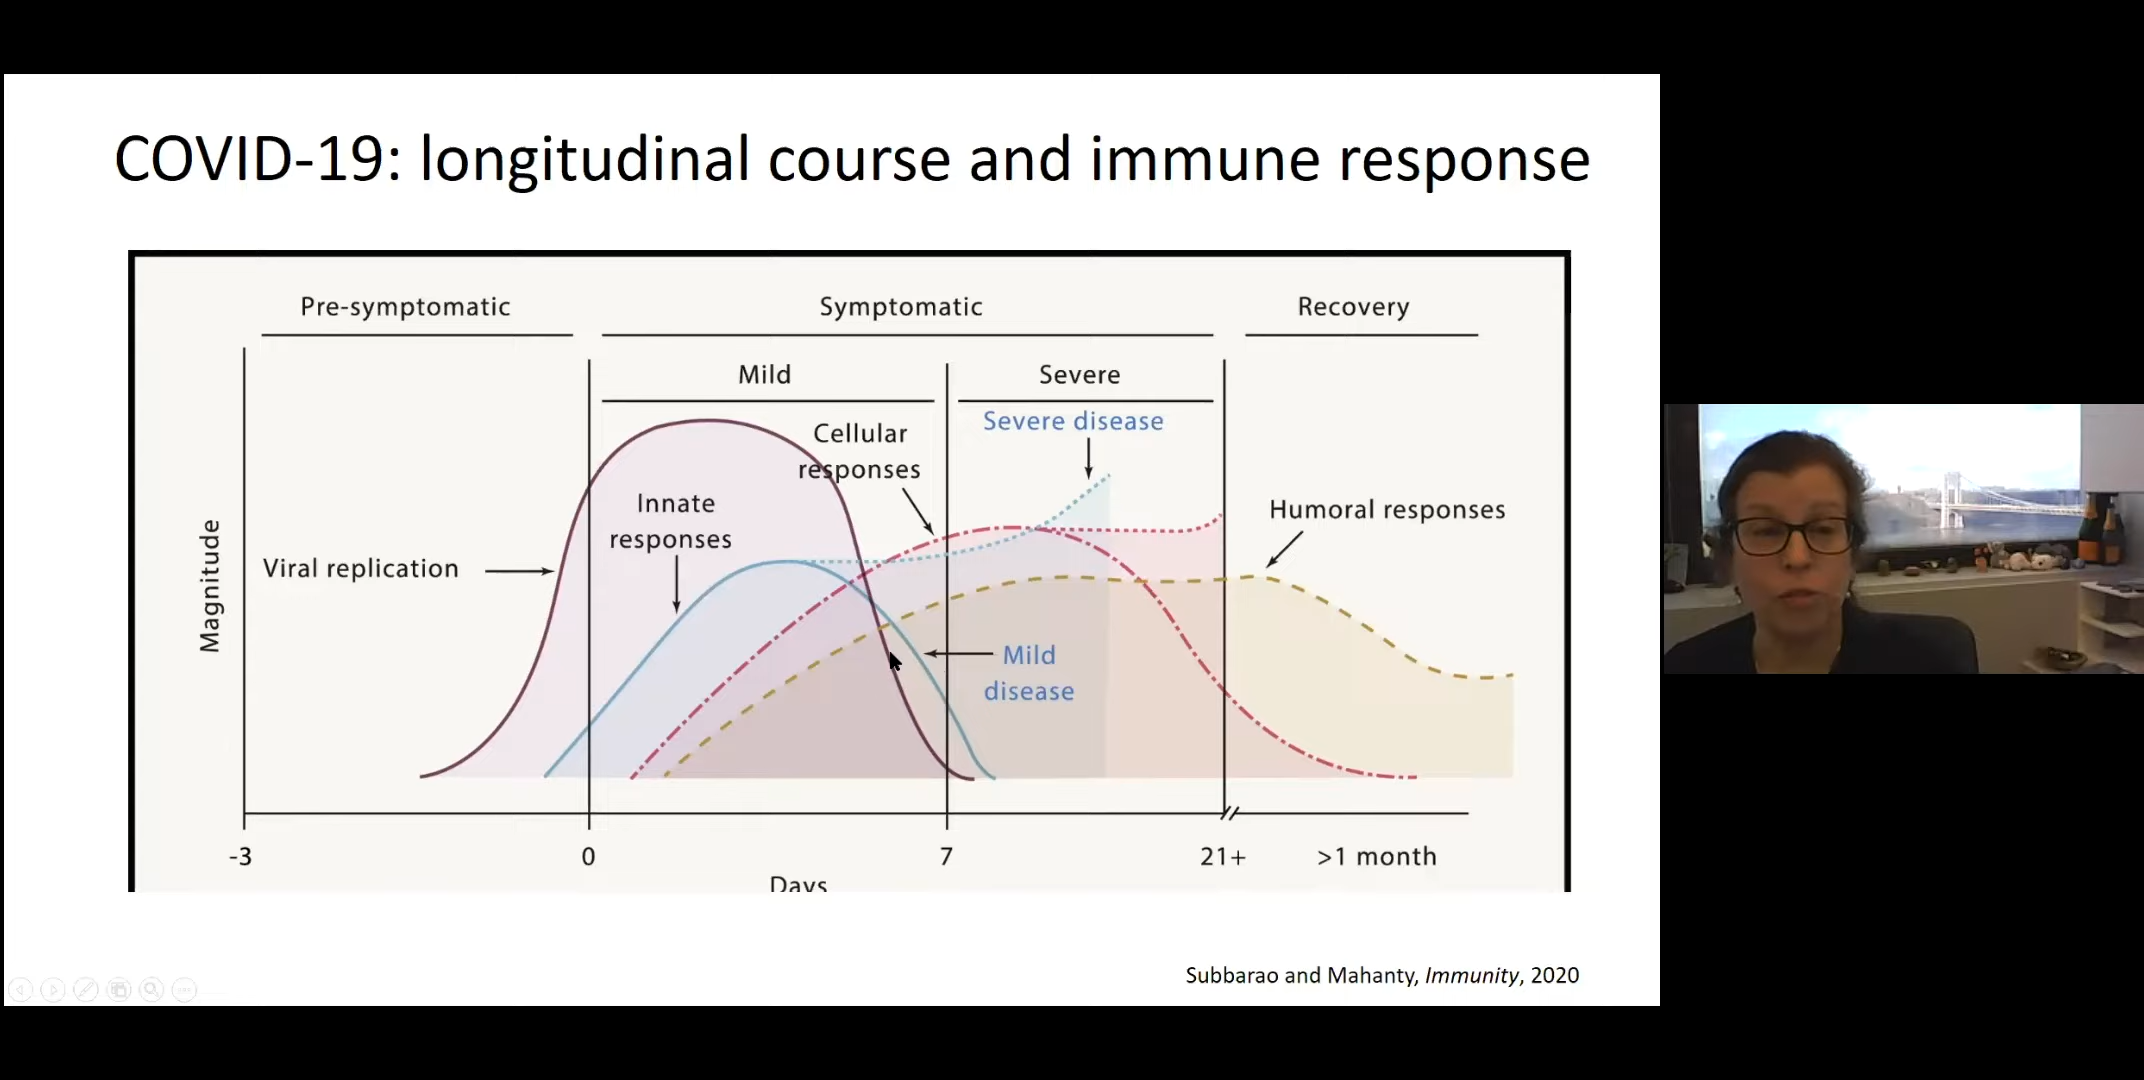 COVID-19: longitudinal course and immune response
Pre-symptomatic
Symptomatic
Recovery
Mild
Severe
Severe disease
Cellular
responses
Innate
responses
Humoral responses
Viral replication
Magnitude
Mild
disease
-3
0
7
21+
>1 month
Days
Subbarao and Mahanty, Immunity, 2020